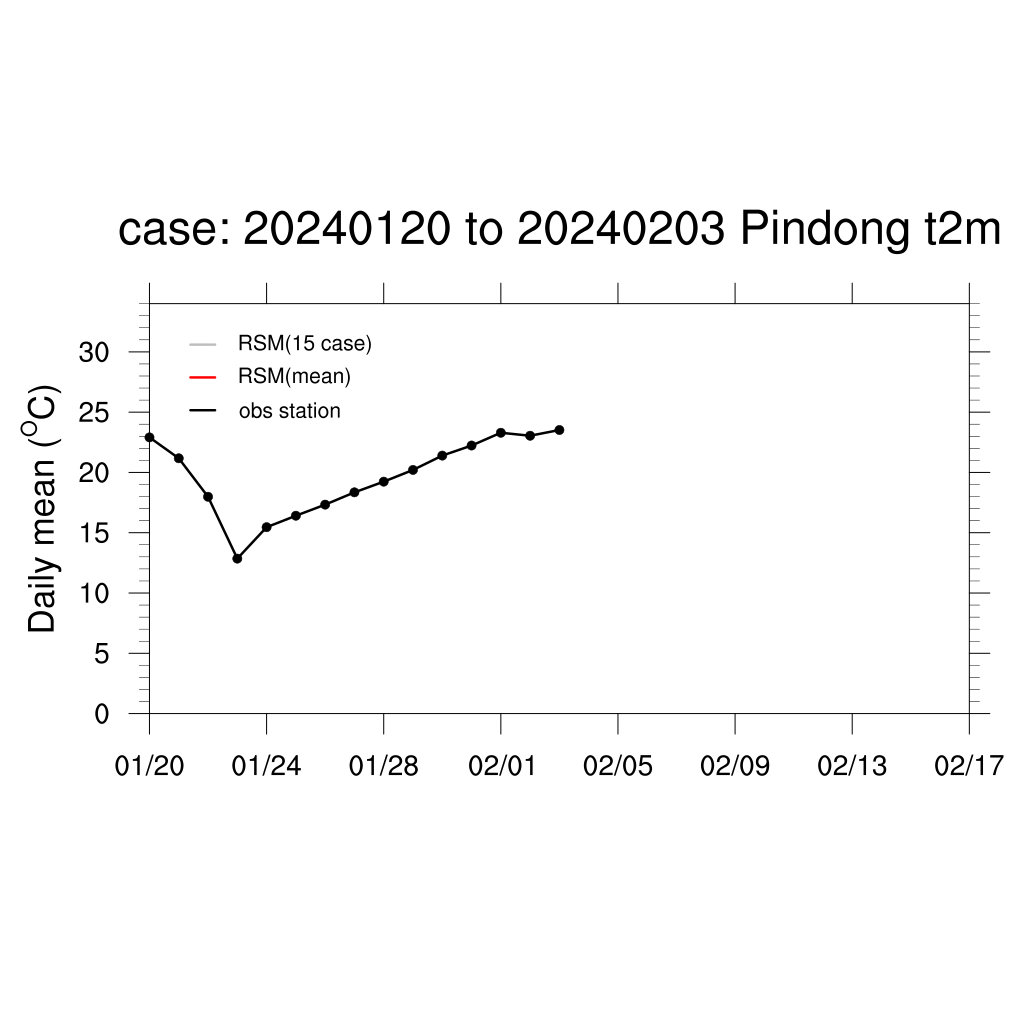 case: 20240120 to 20240203 Pindong t2m
RSM(15 case)
RSM(mean)
obs station
Daily mean (°C)
30
25
20
15
10
5
0
01/20 01/24 01/28 02/01 02/05 02/09 02/13 02/17